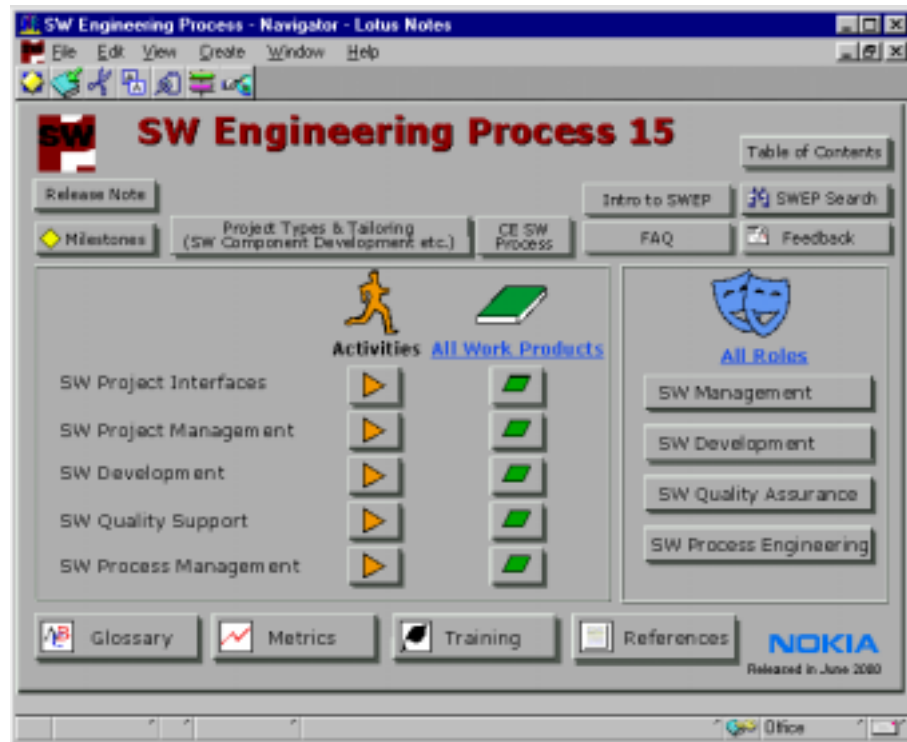 SW Engineering Process - Navigator - Lotus Notes
File Edit View Create Window Help
SW
SW Engineering Process 15
Table of Contents
Release Note
Intro to SWEP
SWEP Search
Milestones
Project Types & Tailoring
(SW Component Development etc.)
CE SW
Process
FAQ
Feedback
Activities All Work Products
All Roles
SW Project Interfaces
SW Management
SW Project Management
SW Development
SW Development
SW Quality Support
SW Quality Assurance
SW Process Management
SW Process Engineering
Glossary
Metrics
Training
References
NOKIA
Released in June 2000
Office